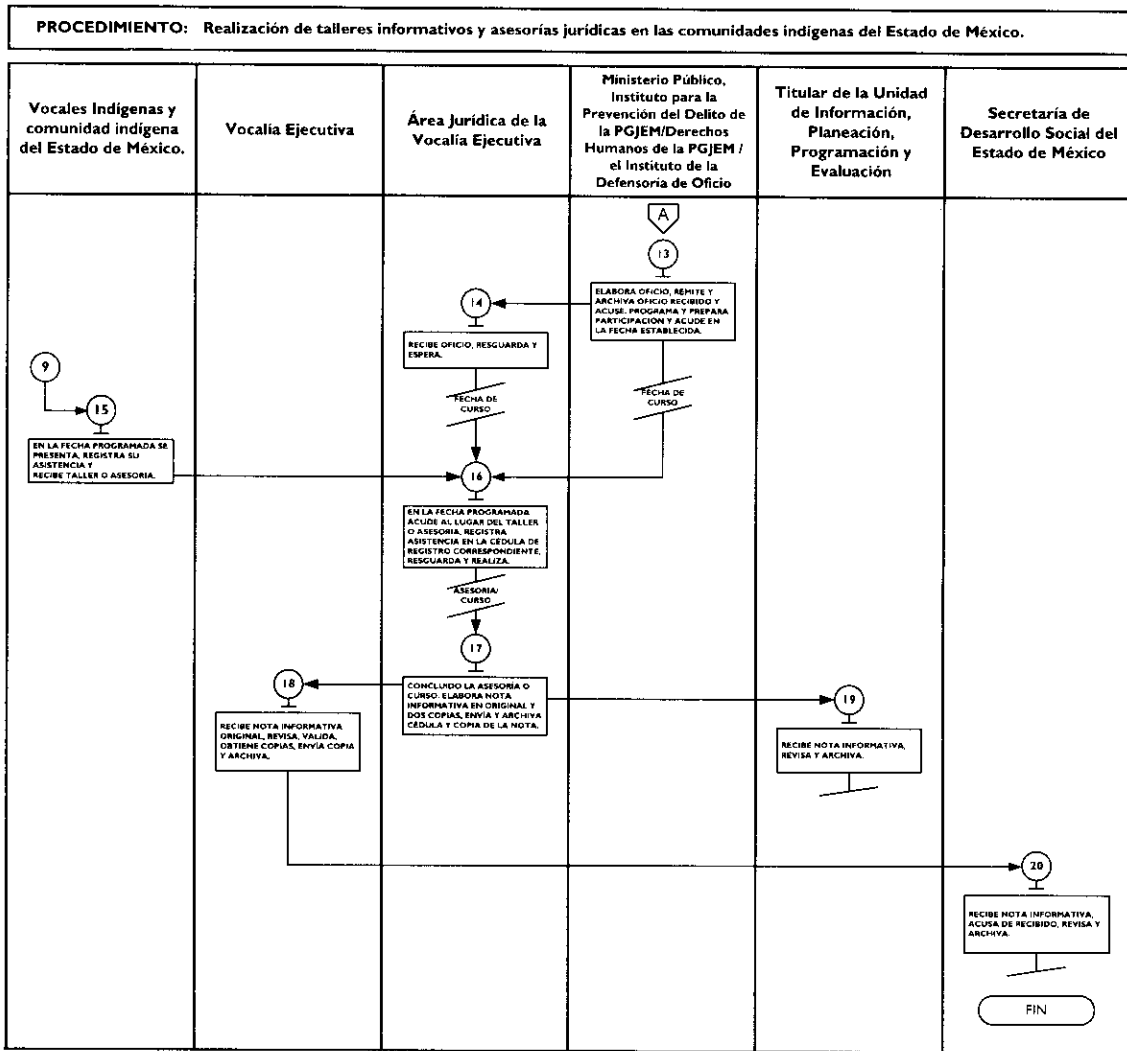 PROCEDIMIENTO: Realización de talleres informativos y asesorías jurídicas en las comunidades indígenas del Estado de México.
Vocales Indígenas y
comunidad indígena
del Estado de México.
Vocalía Ejecutiva
Área Jurídica de la
Vocalía Ejecutiva
Ministerio Público,
Instituto para la
Prevención del Delito de
la PGJEM/Derechos
Humanos de la PGJEM /
el Instituto de la
Defensoría de Oficio
Titular de la Unidad
de Información,
Planeación,
Programación y
Evaluación
Secretaría de
Desarrollo Social del
Estado de México
A
13
ELABORA OFICIO, REMITE Y
ARCHIVA OFICIO RECIBIDO Y
ACUSE. PROGRAMA Y PREPARA
PARTICIPACIÓN Y ACUDE EN
LA FECHA ESTABLECIDA.
14
RECIBE OFICIO, RESGUARDA Y
ESPERA.
FECHA DE
CURSO
FECHA DE
CURSO
9
15
EN LA FECHA PROGRAMADA SE
PRESENTA, REGISTRA SU
ASISTENCIA Y
RECIBE TALLER O ASESORIA.
16
EN LA FECHA PROGRAMADA
ACUDE AL LUGAR DEL TALLER
O ASESORIA, REGISTRA
ASISTENCIA EN LA CÉDULA DE
REGISTRO CORRESPONDIENTE,
RESGUARDA Y REALIZA.
ASESORIA/
CURSO
17
CONCLUIDO LA ASESORÍA O
CURSO. ELABORA NOTA
INFORMATIVA EN ORIGINAL Y
DOS COPIAS, ENVÍA Y ARCHIVA
CÉDULA Y COPIA DE LA NOTA.
18
RECIBE NOTA INFORMATIVA
ORIGINAL, REVISA, VALIDA,
OBTIENE COPIAS, ENVÍA COPIA
Y ARCHIVA.
19
RECIBE NOTA INFORMATIVA,
REVISA Y ARCHIVA.
20
RECIBE NOTA INFORMATIVA,
ACUSA DE RECIBIDO, REVISA Y
ARCHIVA.
FIN